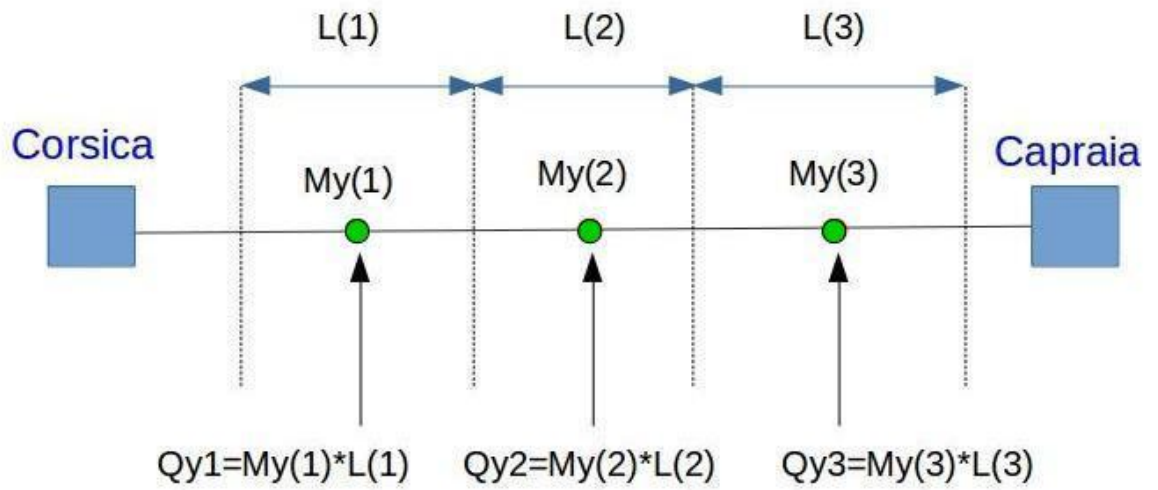 L(1) L(2) L(3)
Corsica
Capraia
My(1) My(2) My(3)
Qy1=My(1)*L(1) Qy2=My(2)*L(2) Qy3=My(3)*L(3)